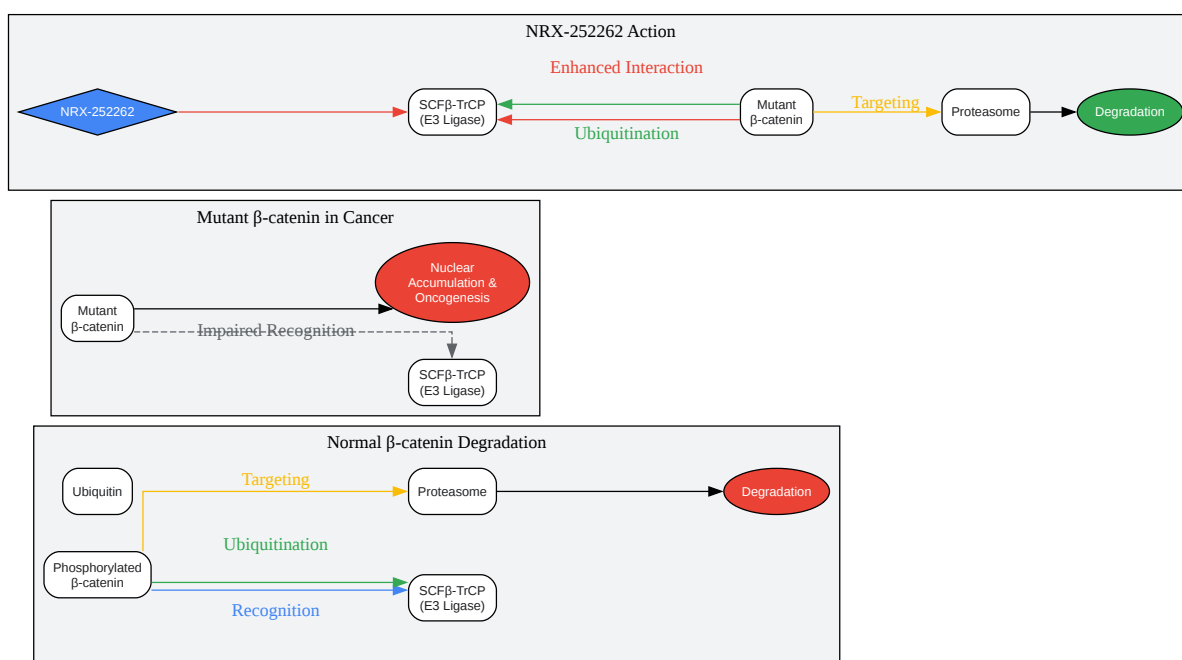 NRX-252262 Action
Enhanced Interaction
NRX-252262
SCFβ-TrCP
(E3 Ligase)
Mutant
β-catenin
Targeting
Proteasome
Degradation
Ubiquitination
Mutant β-catenin in Cancer
Nuclear
Accumulation &
Oncogenesis
Mutant
β-catenin
Impaired Recognition
SCFβ-TrCP
(E3 Ligase)
Normal β-catenin Degradation
Ubiquitin
Targeting
Proteasome
Degradation
Ubiquitination
Phosphorylated
β-catenin
SCFβ-TrCP
(E3 Ligase)
Recognition